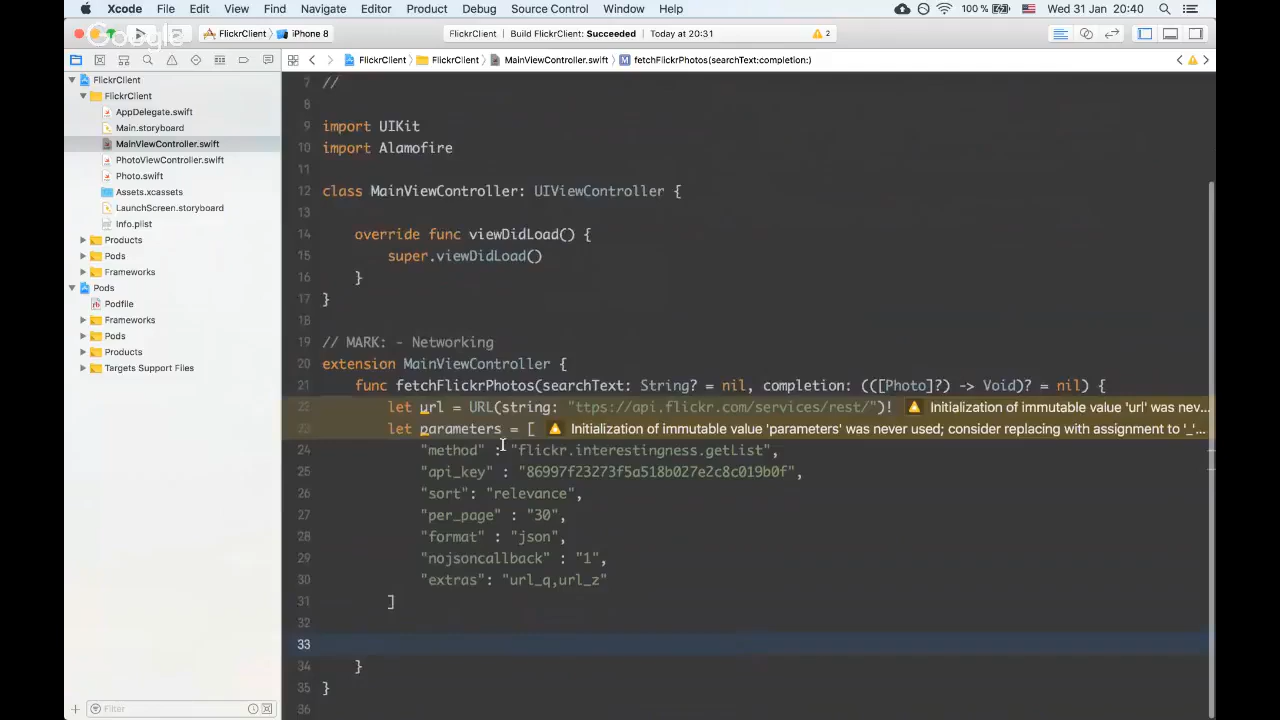 Xcode File Edit View Find Navigate Editor Product Debug Source Control Window Help 100 % Wed 31 Jan 20:40
Google
FlickrClient iPhone 8 FlickrClient Build FlickrClient: Succeeded Today at 20:31 2
FlickrClient FlickrClient MainViewController.swift M fetchFlickrPhotos(searchText:completion:)
FlickrClient
FlickrClient
AppDelegate.swift
Main.storyboard
MainViewController.swift
PhotoViewController.swift
Photo.swift
Assets.xcassets
LaunchScreen.storyboard
Info.plist
Products
Pods
Frameworks
Pods
Podfile
Frameworks
Pods
Products
Targets Support Files
Filter
7 //
8
9 import UIKit
10 import Alamofire
11
12 class MainViewController: UIViewController {
13
14 override func viewDidLoad() {
15 super.viewDidLoad()
16 }
17 }
18
19 // MARK: - Networking
20 extension MainViewController {
21 func fetchFlickrPhotos(searchText: String? = nil, completion: (([Photo]?) -> Void)? = nil) {
22 let url = URL(string: "ttps://api.flickr.com/services/rest/")! Initialization of immutable value 'url' was nev...
23 let parameters = [ Initialization of immutable value 'parameters' was never used; consider replacing with assignment to '_'...
24 "method" : "flickr.interestingness.getList",
25 "api_key" : "86997f23273f5a518b027e2c8c019b0f",
26 "sort": "relevance",
27 "per_page" : "30",
28 "format" : "json",
29 "nojsoncallback" : "1",
30 "extras": "url_q,url_z"
31 ]
32
33
34 }
35 }
36